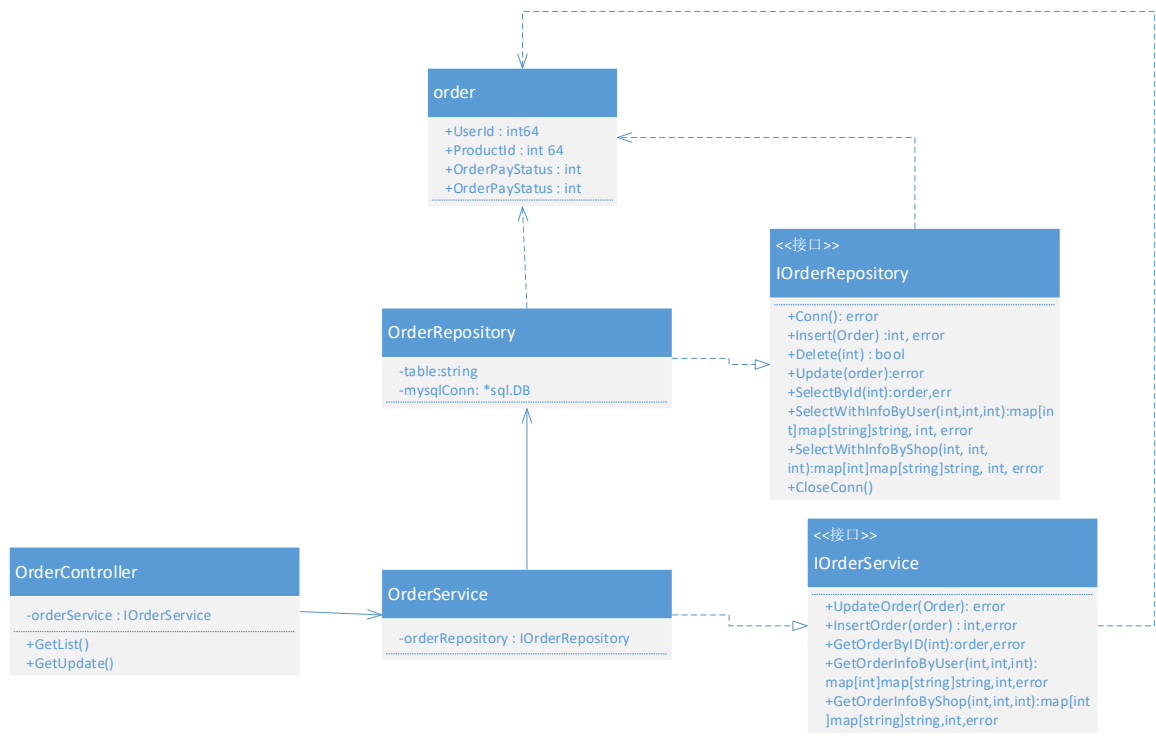 order
+UserId : int64
+ProductId : int 64
+OrderPayStatus : int
+OrderPayStatus : int
<<接口>>
IOrderRepository
+Conn(): error
+Insert(Order) :int, error
+Delete(int) : bool
+Update(order):error
+SelectById(int):order,err
+SelectWithInfoByUser(int,int,int):map[in
t]map[string]string, int, error
+SelectWithInfoByShop(int, int,
int):map[int]map[string]string, int, error
+CloseConn()
OrderRepository
-table:string
-mysqlConn: *sql.DB
OrderController
-orderService : IOrderService
+GetList()
+GetUpdate()
OrderService
-orderRepository : IOrderRepository
<<接口>>
IOrderService
+UpdateOrder(Order): error
+InsertOrder(order) : int,error
+GetOrderByID(int):order,error
+GetOrderInfoByUser(int,int,int):
map[int]map[string]string,int,error
+GetOrderInfoByShop(int,int,int):map[int
]map[string]string,int,error